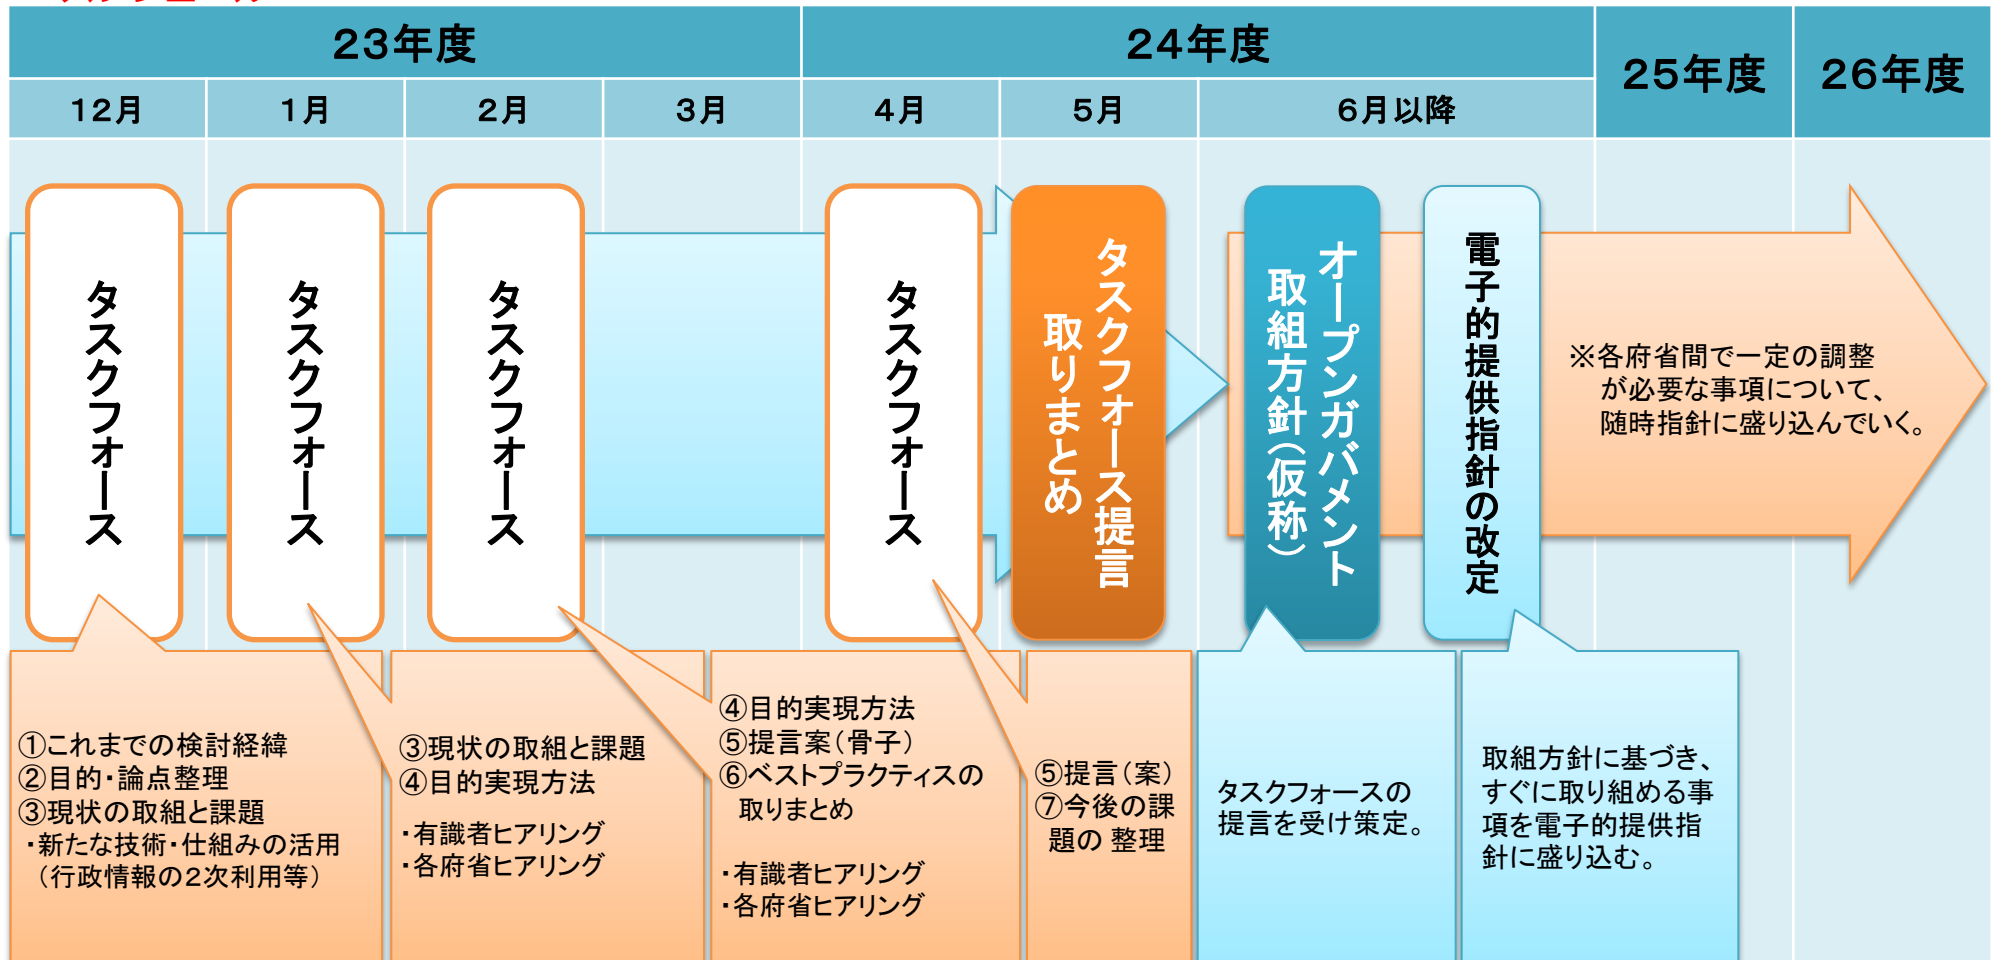 23年度
24年度
25年度
26年度
12月
1月
2月
3月
4月
5月
6月以降
タスクフォース
タスクフォース
タスクフォース
タスクフォース
タスクフォース提言
取りまとめ
オープンガバメント
取組方針(仮称)
電子的提供指針の改定
※各府省間で一定の調整
が必要な事項について、
随時指針に盛り込んでいく。
①これまでの検討経緯
②目的・論点整理
③現状の取組と課題
・新たな技術・仕組みの活用
(行政情報の2次利用等)
③現状の取組と課題
④目的実現方法
・有識者ヒアリング
・各府省ヒアリング
④目的実現方法
⑤提言案(骨子)
⑥ベストプラクティスの
取りまとめ
・有識者ヒアリング
・各府省ヒアリング
⑤提言(案)
⑦今後の課
題の 整理
タスクフォースの
提言を受け策定。
取組方針に基づき、
すぐに取り組める事
項を電子的提供指
針に盛り込む。